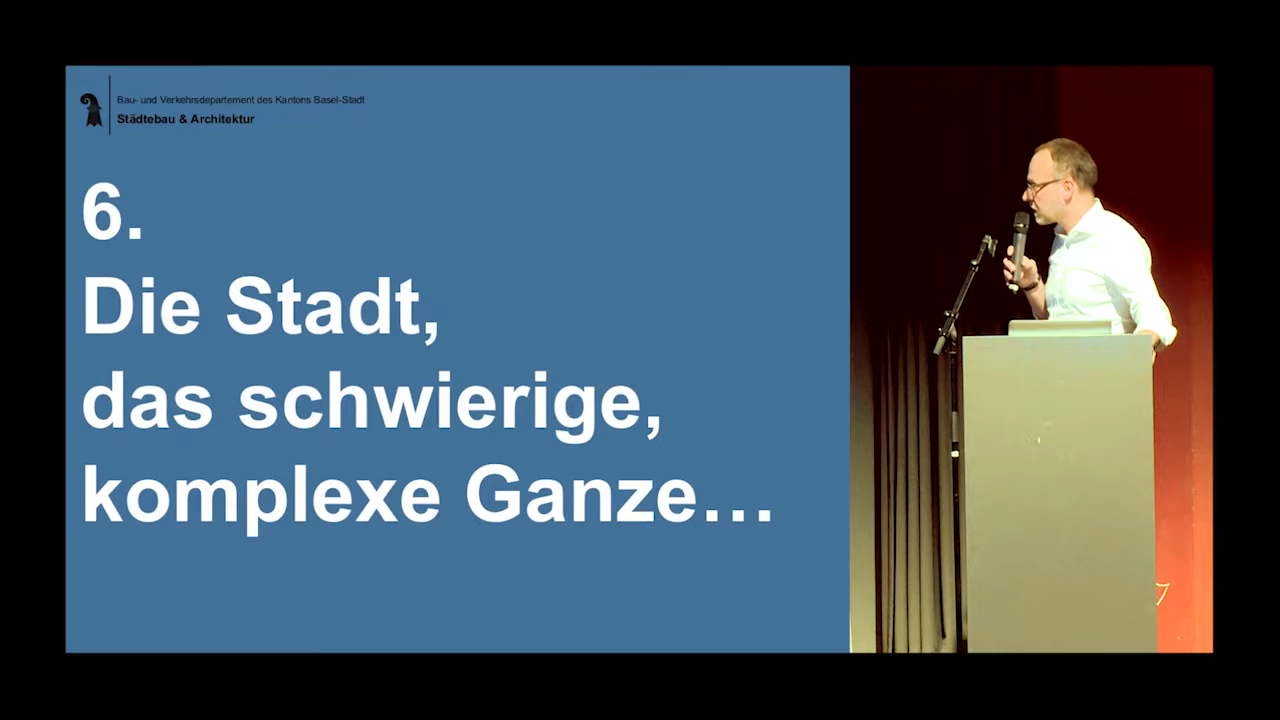 Bau- und Verkehrsdepartement des Kantons Basel-Stadt
Städtebau & Architektur
6.
Die Stadt,
das schwierige,
komplexe Ganze…